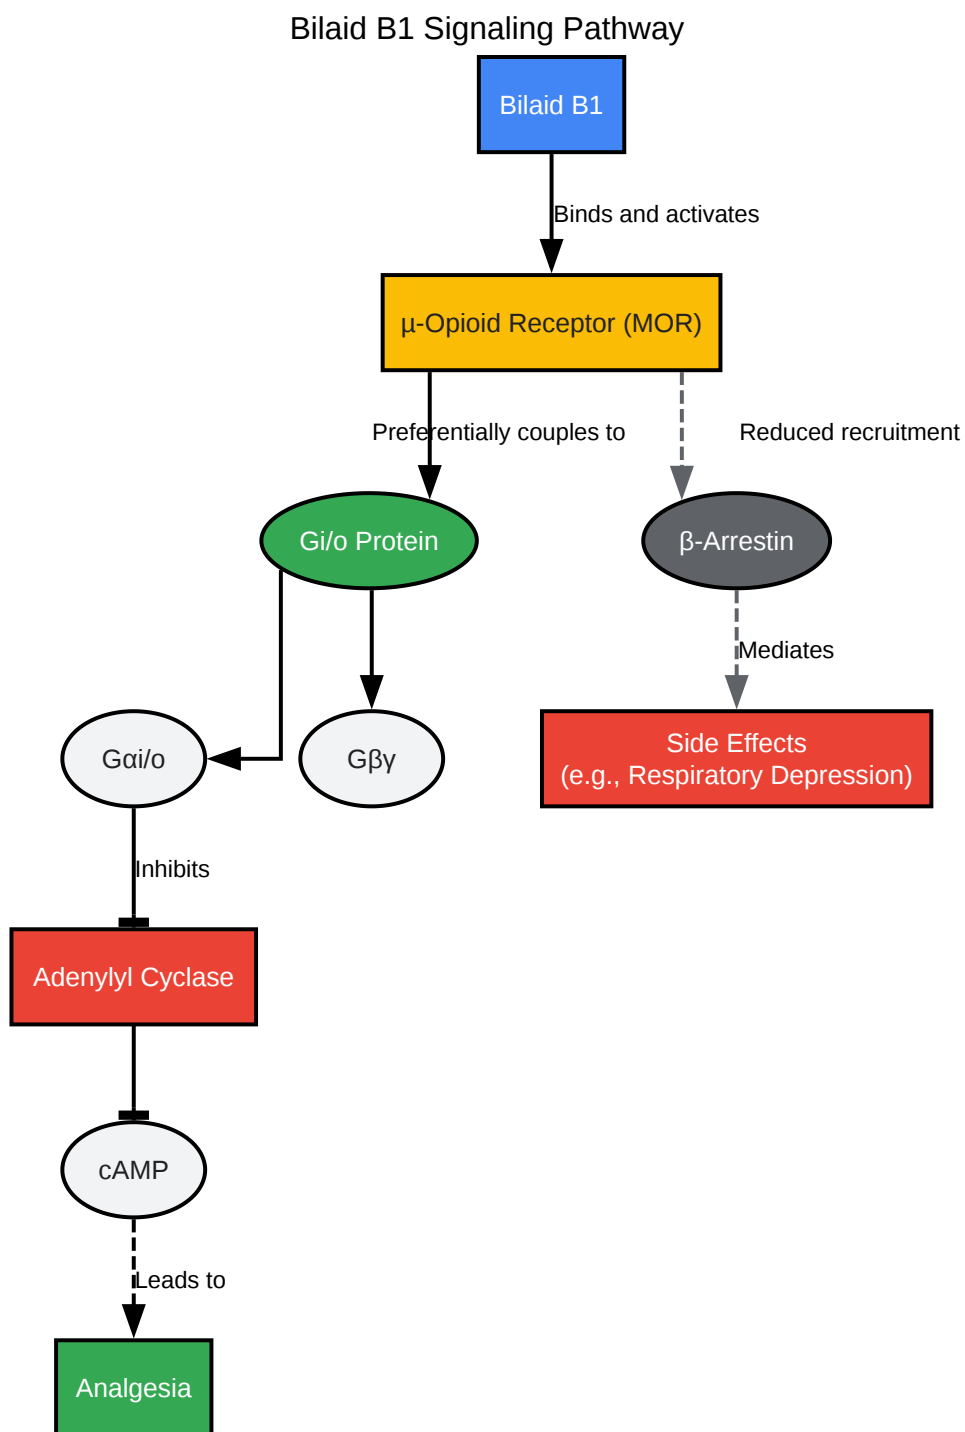 Bilaid B1 Signaling Pathway
Bilaid B1
Binds and activates
µ-Opioid Receptor (MOR)
Preferentially couples to
Reduced recruitment
Gi/o Protein
β-Arrestin
Mediates
Gαi/o
Gβγ
Side Effects
(e.g., Respiratory Depression)
Inhibits
Adenylyl Cyclase
cAMP
Leads to
Analgesia